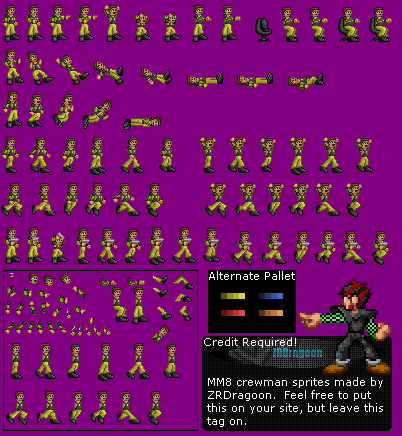 Alternate Pallet
Credit Required!
ZRDragoon
MM8 crewman sprites made by
ZRDragoon. Feel free to put
this on your site, but leave this
tag on.